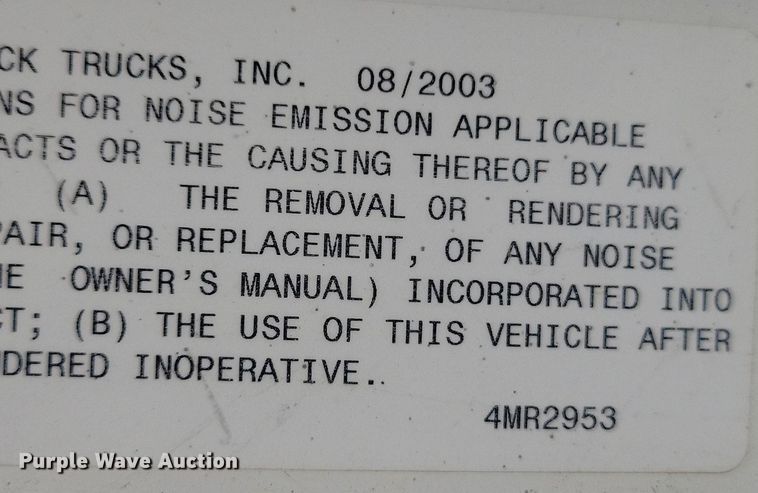 CK TRUCKS, INC. 08/2003
NS FOR NOISE EMISSION APPLICABLE
ACTS OR THE CAUSING THEREOF BY ANY
(A) THE REMOVAL OR RENDERING
PAIR, OR REPLACEMENT, OF ANY NOISE
E OWNER'S MANUAL) INCORPORATED INTO
CT; (B) THE USE OF THIS VEHICLE AFTER
DERED INOPERATIVE.
4MR2953
Purple Wave Auction